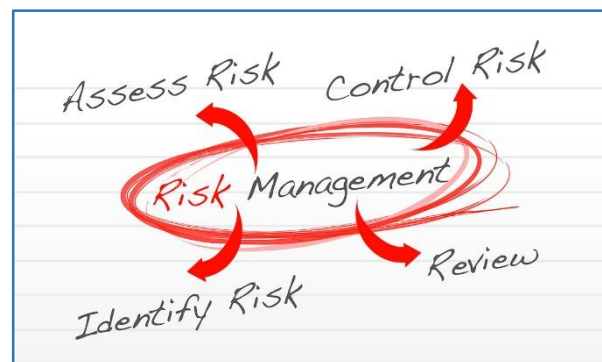 Assess Risk
Control Risk
Risk Management
Identify Risk
Review